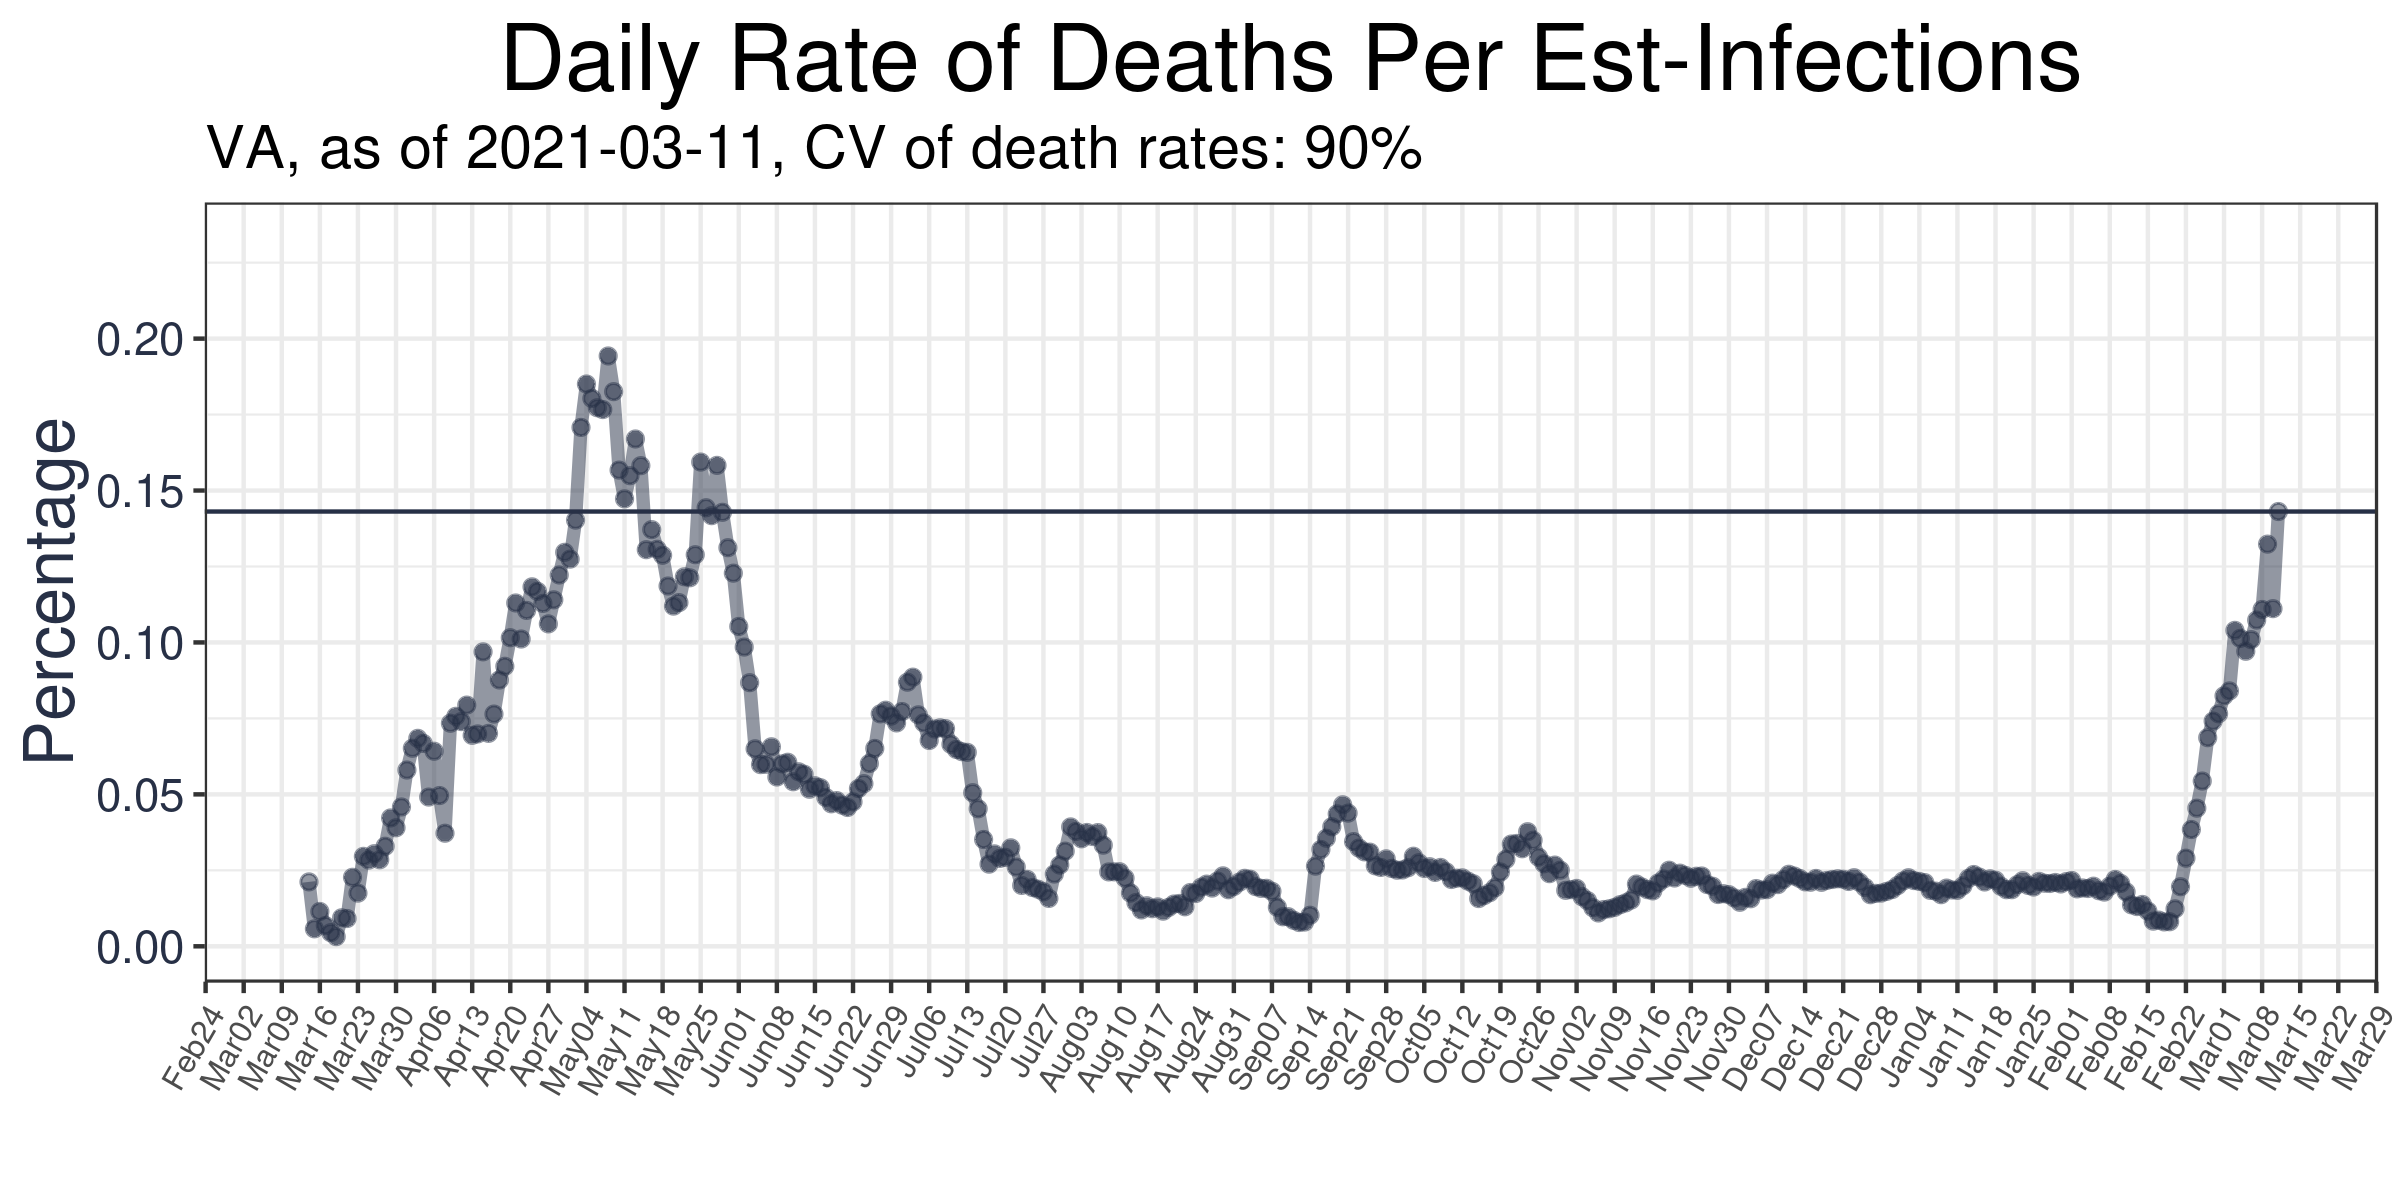 Daily Rate of Deaths Per Est-Infections
VA, as of 2021-03-11, CV of death rates: 90%
Percentage
0.20
0.15
0.10
0.05
0.00
Feb24
Mar02
Mar09
Mar16
Mar23
Mar30
Apr06
Apr13
Apr20
Apr27
May04
May11
May18
May25
Jun01
Jun08
Jun15
Jun22
Jun29
Jul06
Jul13
Jul20
Jul27
Aug03
Aug10
Aug17
Aug24
Aug31
Sep07
Sep14
Sep21
Sep28
Oct05
Oct12
Oct19
Oct26
Nov02
Nov09
Nov16
Nov23
Nov30
Dec07
Dec14
Dec21
Dec28
Jan04
Jan11
Jan18
Jan25
Feb01
Feb08
Feb15
Feb22
Mar01
Mar08
Mar15
Mar22
Mar29